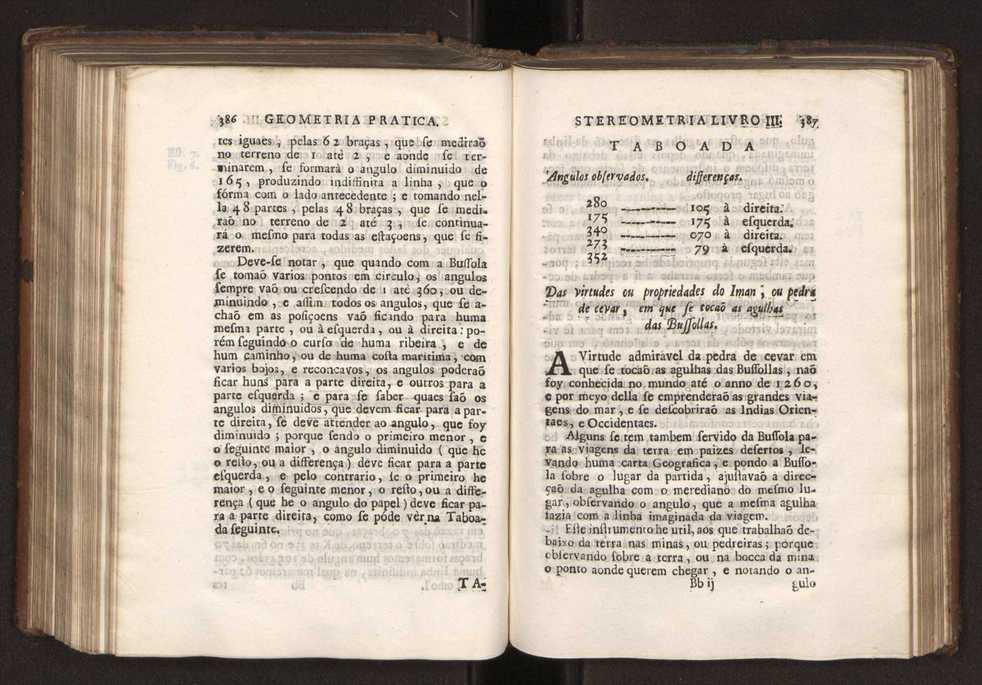 386 GEOMETRIA PRATICA.
tes iguaes, pelas 62 braças, que ſe mediraõ
no terreno de 1 até 2, e aonde ſe ter-
minarem, ſe formará o angulo diminuido de
165, produzindo indiffinita a linha, que o
fórma com o lado antecedente; e tomando nel-
la 48 partes, pelas 48 braças, que ſe medi-
raõ no terreno de 2 até 3, ſe continua-
rá o meſmo para todas as eſtaçoens, que ſe fi-
zerem.
Deve-ſe notar, que quando com a Buſſola
ſe tomaõ varios pontos em circulo, os angulos
ſempre vaõ ou creſcendo de 1 até 360, ou de-
minuindo, e aſſim todos os angulos, que ſe a-
chaõ em as poſiçoens vaõ ficando para huma
meſma parte, ou à eſquerda, ou à direita: po-
rém ſeguindo o curſo de huma ribeira, e de
hum caminho, ou de huma coſta maritima, com
varios bojos, e reconcavos, os angulos poderaõ
ficar huns para a parte direita, e outros para a
parte eſquerda; e para ſe ſaber quaes ſaõ os
angulos diminuidos, que devem ficar para a par-
te direita, ſe deve attender ao angulo, que foy
diminuido; porque ſendo o primeiro menor, e
o ſeguinte maior, o angulo diminuido ( que he
o reſto, ou a differença ) deve ficar para a parte
eſquerda, e pelo contrario, ſe o primeiro he
maior, e o ſeguinte menor, o reſto, ou a diffe-
rença ( que he o angulo do papel ) deve ficar pa-
ra a parte direita, como ſe póde vêr na Taboa-
da ſeguinte.
TA-
STEREOMETRIA LIVRO III. 387
TABOADA
Angulos obſervados. differenças.
280
105 à direita.
175
175 à eſquerda.
340
070 à direita.
273
79 à eſquerda.
352
Das virtudes ou propriedades do Iman, ou pedra
de cevar, em que ſe tocaõ as agulhas
das Buſſollas.
A Virtude admiravel da pedra de cevar em
que ſe tocaõ as agulhas das Buſſollas, naõ
foy conhecida no mundo até o anno de 1260,
e por meyo della ſe emprenderaõ as grandes via-
gens do mar, e ſe deſcobriraõ as Indias Orien-
taes, e Occidentaes.
Alguns ſe tem tambem ſervido da Buſſola pa-
ra as viagens da terra em paizes deſertos, le-
vando huma carta Geografica, e pondo a Buſſo-
la ſobre o lugar da partida, ajuſtavaõ a direc-
çaõ da agulha com o merediano do meſmo lu-
gar, obſervando o angulo, que a meſma agulha
fazia com a linha imaginada da viagem.
Eſte inſtrumento he util, aos que trabalhaõ de-
baixo da terra nas minas, ou pedreiras; porque
obſervando ſobre a terra, ou na bocca da mina
o ponto aonde querem chegar, e notando o an-
Bb ij gulo